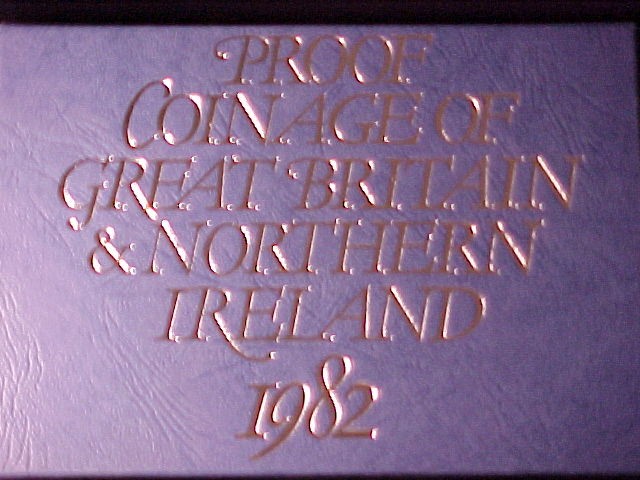 PROOF
COINAGE OF
GREAT BRITAIN
& NORTHERN
IRELAND
1982